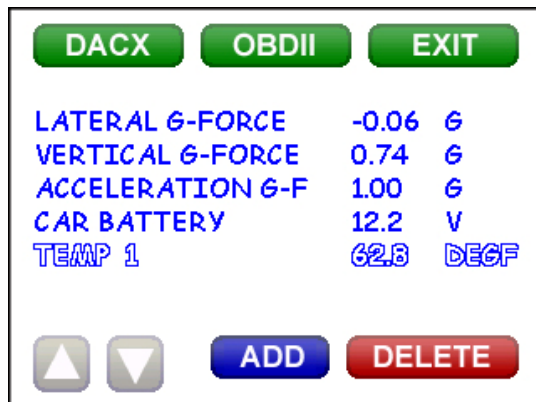 DACX OBDII EXIT
LATERAL G-FORCE -0.06 G
VERTICAL G-FORCE 0.74 G
ACCELERATION G-F 1.00 G
CAR BATTERY 12.2 V
TEMP 1 62.8 DEGF
ADD DELETE